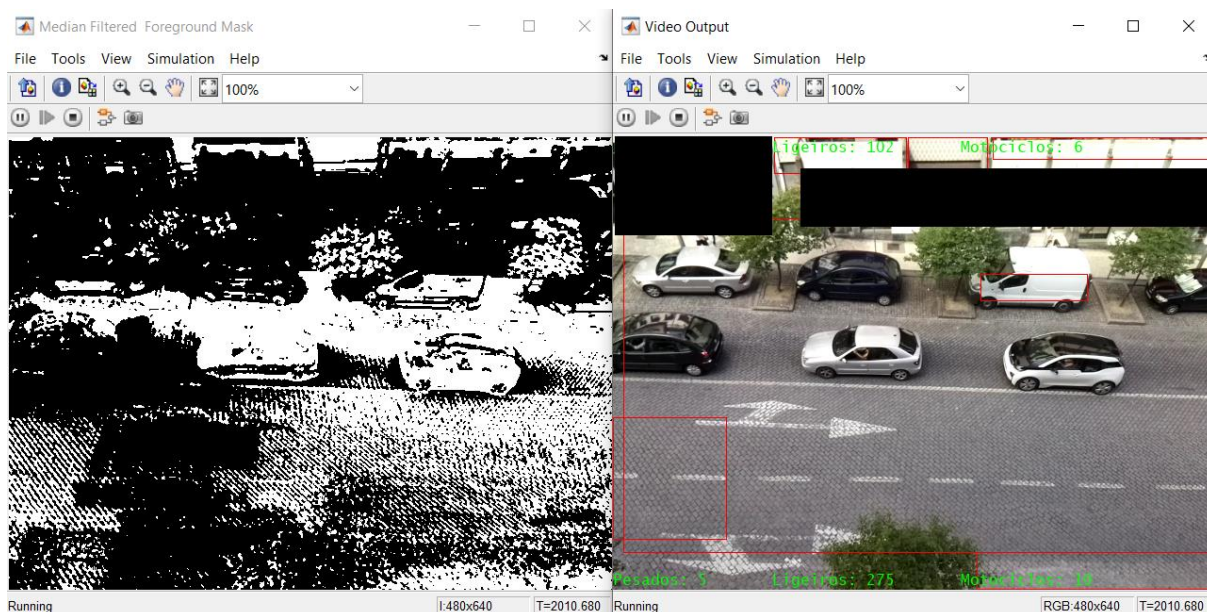 Median Filtered Foreground Mask
File Tools View Simulation Help
100%
Running
I:480x640
T=2010.680
Video Output
File Tools View Simulation Help
100%
Ligeiros: 102
Motociclos: 6
Pesados: 5
Ligeiros: 275
Motociclos: 10
Running
RGB:480x640
T=2010.680